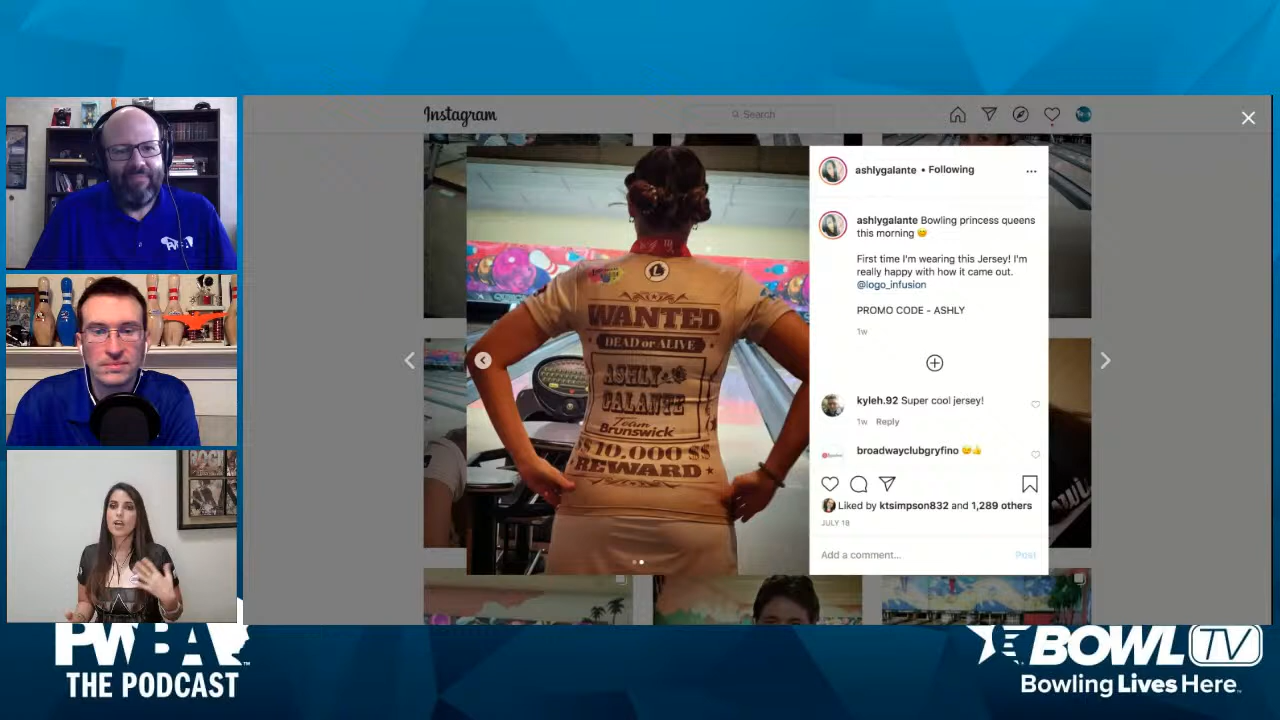 Instagram
Search
ashlygalante • Following
ashlygalante Bowling princess queens
this morning
First time I'm wearing this Jersey! I'm
really happy with how it came out.
@logo_infusion
PROMO CODE - ASHLY
1w
kyleh.92 Super cool jersey!
1w Reply
broadwayclubgryfino
Liked by ktsimpson832 and 1,289 others
JULY 18
Add a comment... Post
WANTED
DEAD or ALIVE
ASHLY
GALANTE
Team
Brunswick
$$10.000 $$
REWARD
PWBA
PWBA
THE PODCAST
BOWL TV
Bowling Lives Here